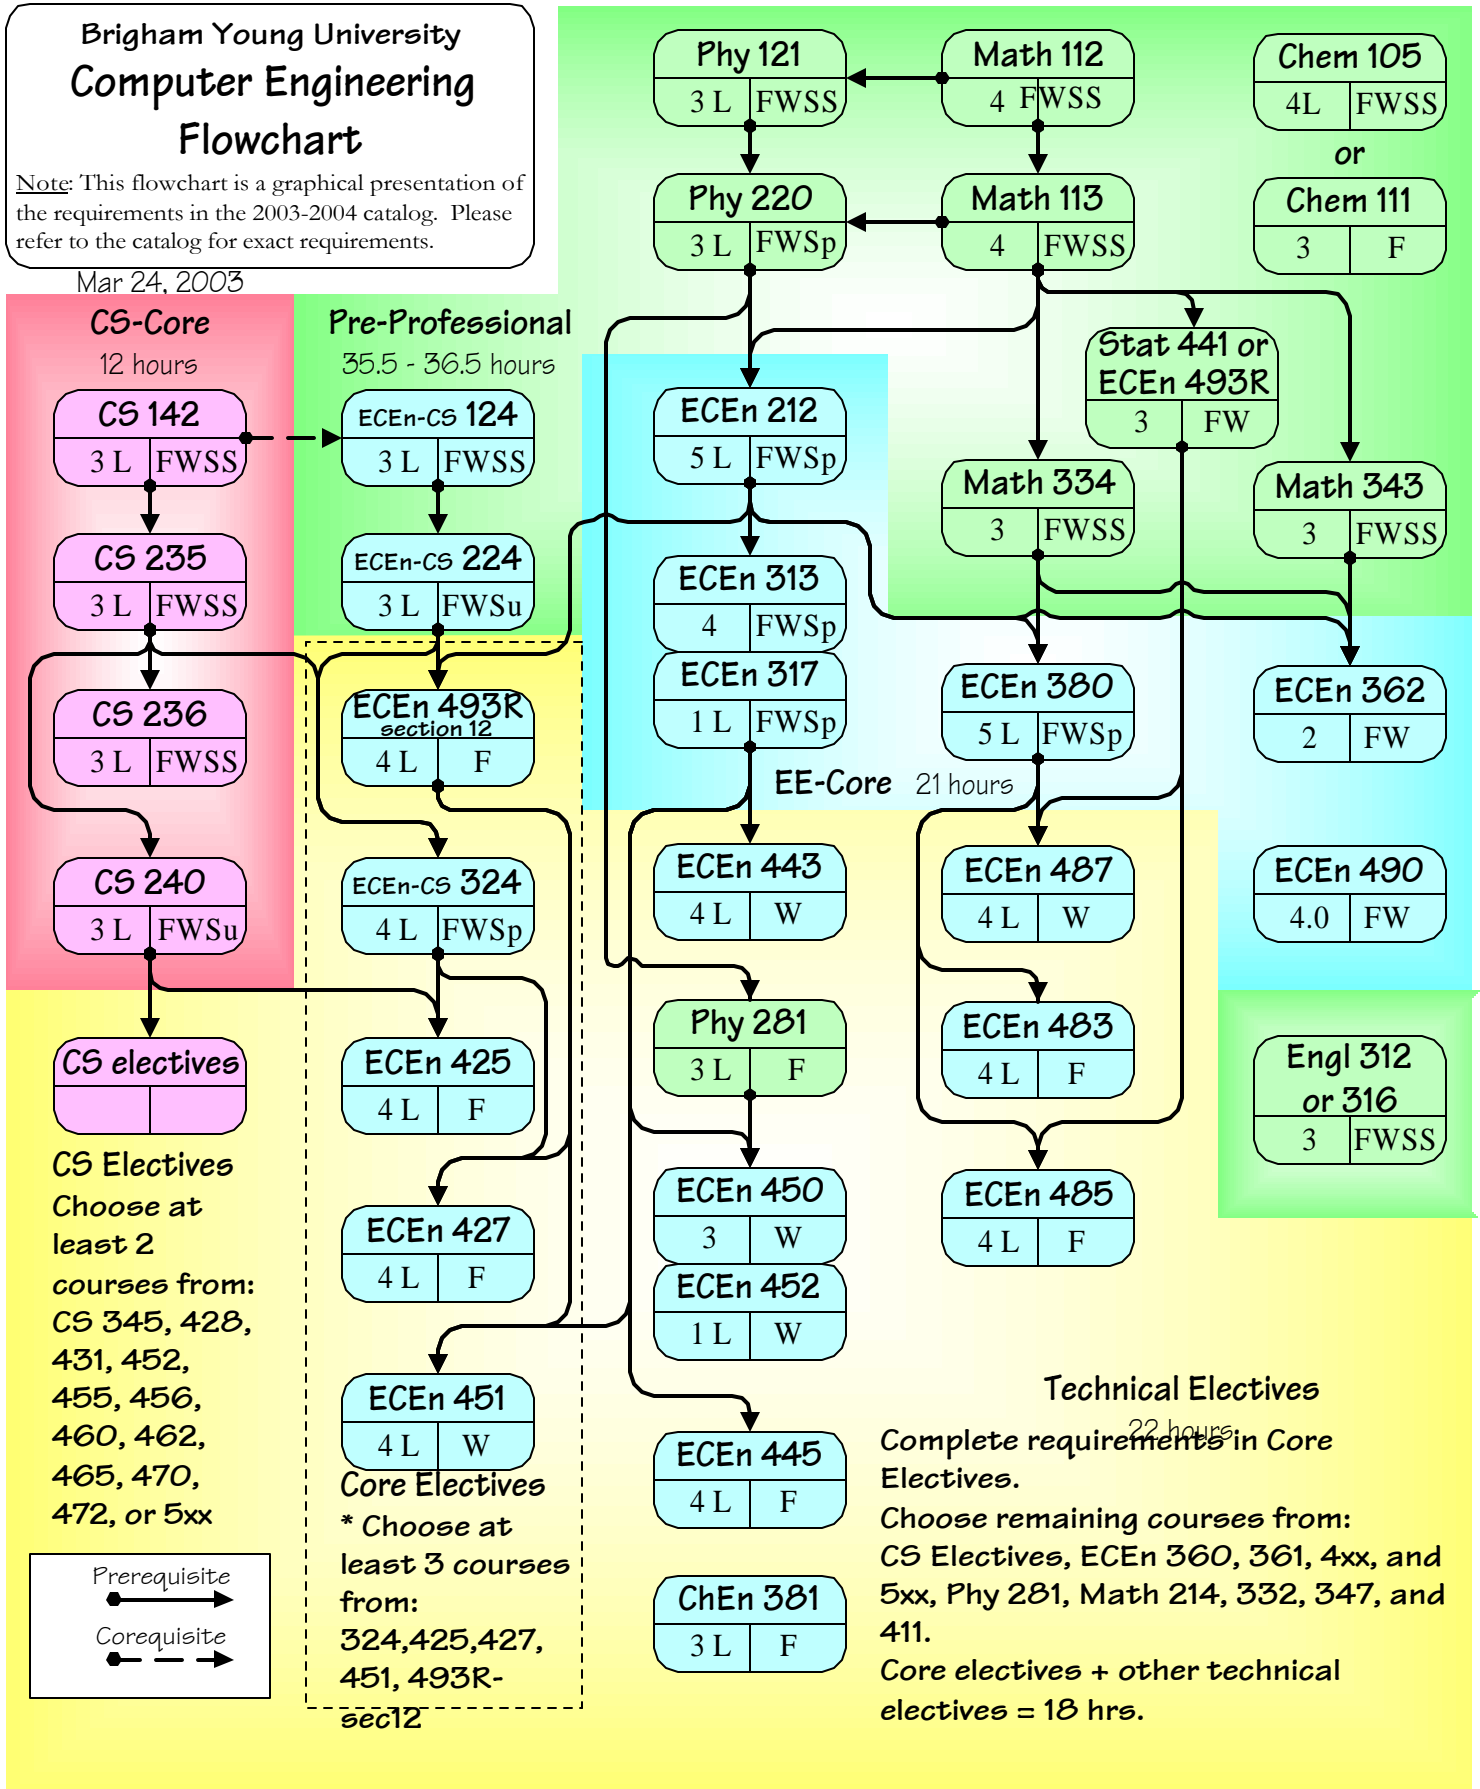 Brigham Young University
Computer Engineering
Flowchart
Note: This flowchart is a graphical presentation of
the requirements in the 2003-2004 catalog. Please
refer to the catalog for exact requirements.
Mar 24, 2003
Phy 121
3 L FWSS
Math 112
4 FWSS
Chem 105
4L FWSS
or
Phy 220
3 L FWSp
Math 113
4 FWSS
Chem 111
3 F
CS-Core
12 hours
Pre-Professional
35.5 - 36.5 hours
Stat 441 or
ECEn 493R
3 FW
CS 142
3 L FWSS
ECEn-CS 124
3 L FWSS
ECEn 212
5 L FWSp
Math 334
3 FWSS
Math 343
3 FWSS
CS 235
3 L FWSS
ECEn-CS 224
3 L FWSu
ECEn 313
4 FWSp
ECEn 317
1 L FWSp
ECEn 380
5 L FWSp
ECEn 362
2 FW
CS 236
3 L FWSS
ECEn 493R
section 12
4 L F
EE-Core 21 hours
CS 240
3 L FWSu
ECEn-CS 324
4 L FWSp
ECEn 443
4 L W
ECEn 487
4 L W
ECEn 490
4.0 FW
Phy 281
3 L F
ECEn 483
4 L F
CS electives
ECEn 425
4 L F
Engl 312
or 316
3 FWSS
ECEn 450
3 W
ECEn 452
1 L W
ECEn 485
4 L F
ECEn 427
4 L F
CS Electives
Choose at
least 2
courses from:
CS 345, 428,
431, 452,
455, 456,
460, 462,
465, 470,
472, or 5xx
ECEn 451
4 L W
Core Electives
* Choose at
least 3 courses
from:
324,425,427,
451, 493R-
sec12
ECEn 445
4 L F
ChEn 381
3 L F
Technical Electives
22 hours
Complete requirements in Core
Electives.
Choose remaining courses from:
CS Electives, ECEn 360, 361, 4xx, and
5xx, Phy 281, Math 214, 332, 347, and
411.
Core electives + other technical
electives = 18 hrs.
Prerequisite
Corequisite